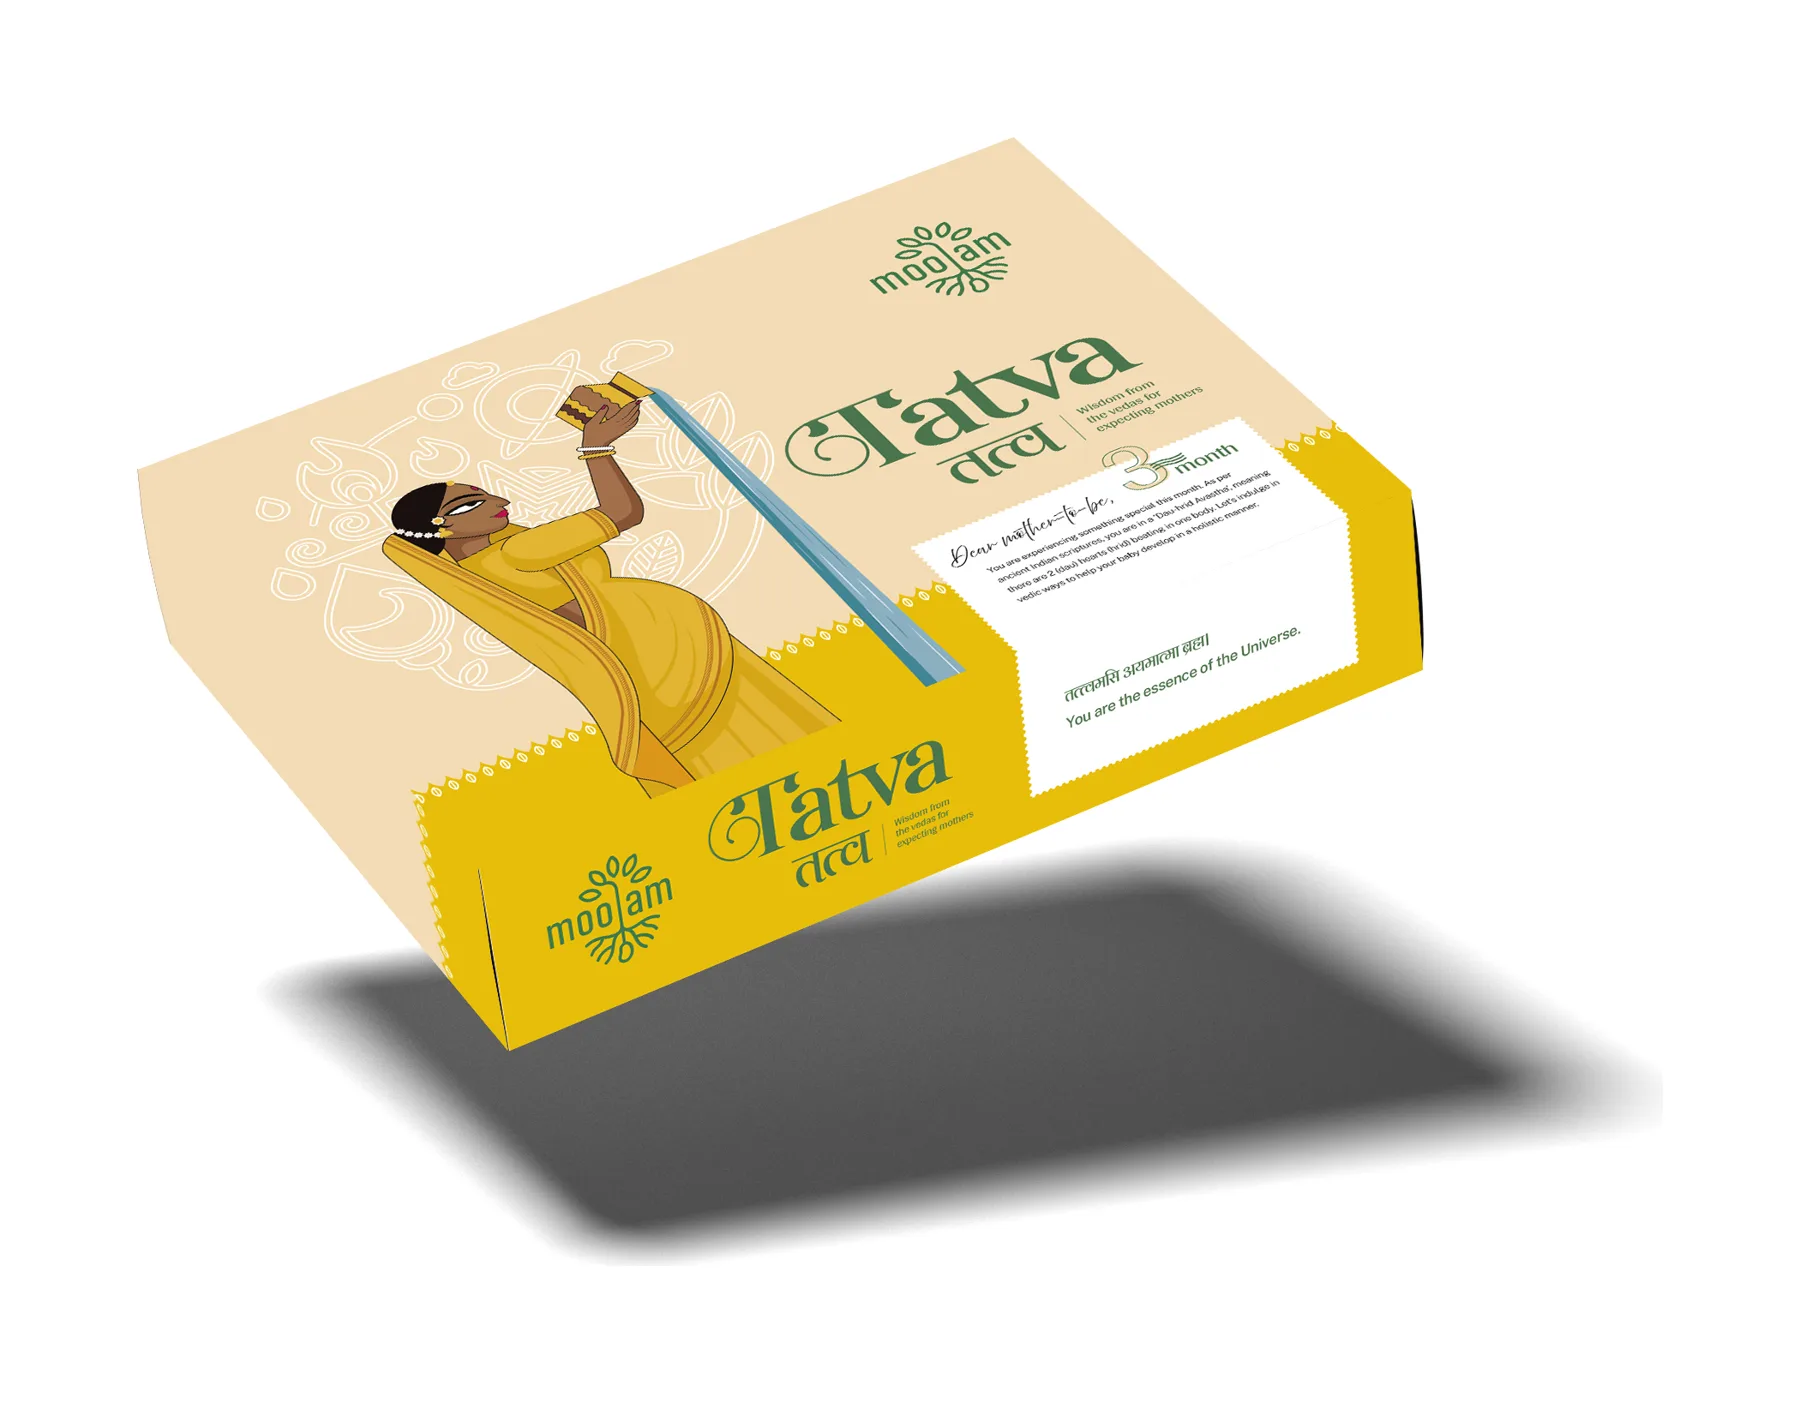 moolam
Tatva
तत्त्व
Wisdom from
the vedas for
expecting mothers
3 month
Dear mother-to-be,
You are experiencing something special this month. As per
ancient Indian scriptures, you are in a 'Dau-hrid Avastha', meaning
there are 2 (dau) hearts (hrid) beating in one body. Let's indulge in
vedic ways to help your baby develop in a holistic manner.
तत्त्वमसि अयमात्मा ब्रह्म।
You are the essence of the Universe.
moolam
Tatva
तत्त्व
Wisdom from
the vedas for
expecting mothers